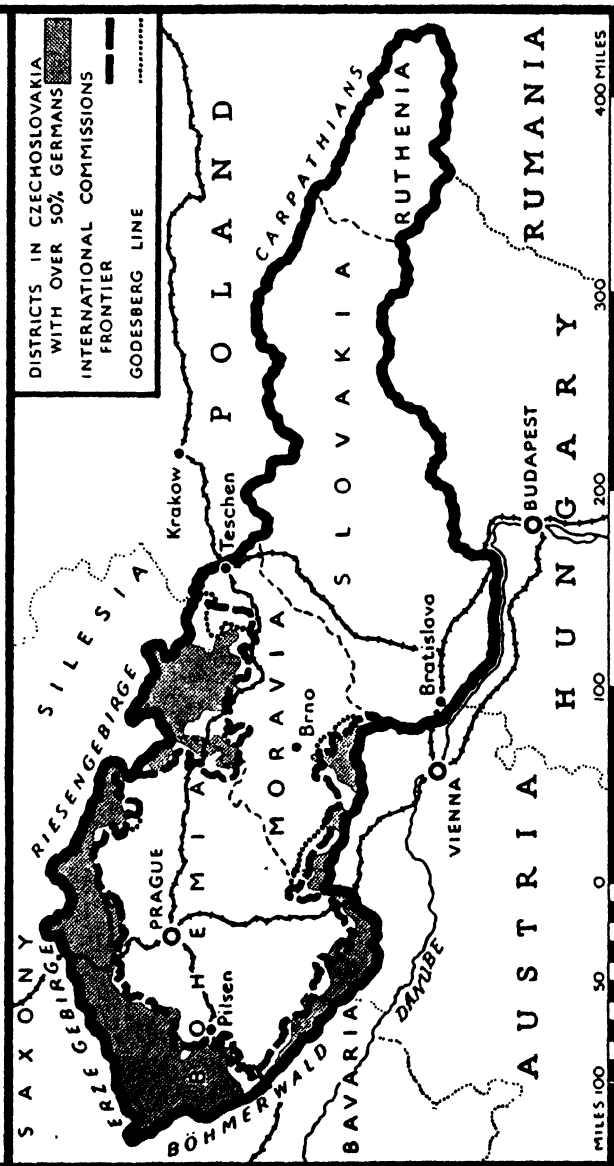 DISTRICTS IN CZECHOSLOVAKIA
WITH OVER 50% GERMANS
INTERNATIONAL COMMISSIONS
FRONTIER
GODESBERG LINE
SAXONY
ERZE GEBIRGE
RIESENGEBIRGE
SILESIA
Krakow
POLAND
Teschen
CARPATHIANS
RUTHENIA
SLOVAKIA
MORAVIA
Brno
PRAGUE
BOHEMIA
Pilsen
BÖHMERWALD
BAVARIA
DANUBE
VIENNA
Bratislava
BUDAPEST
AUSTRIA
HUNGARY
RUMANIA
MILES 100
50
0
100
200
300
400 MILES